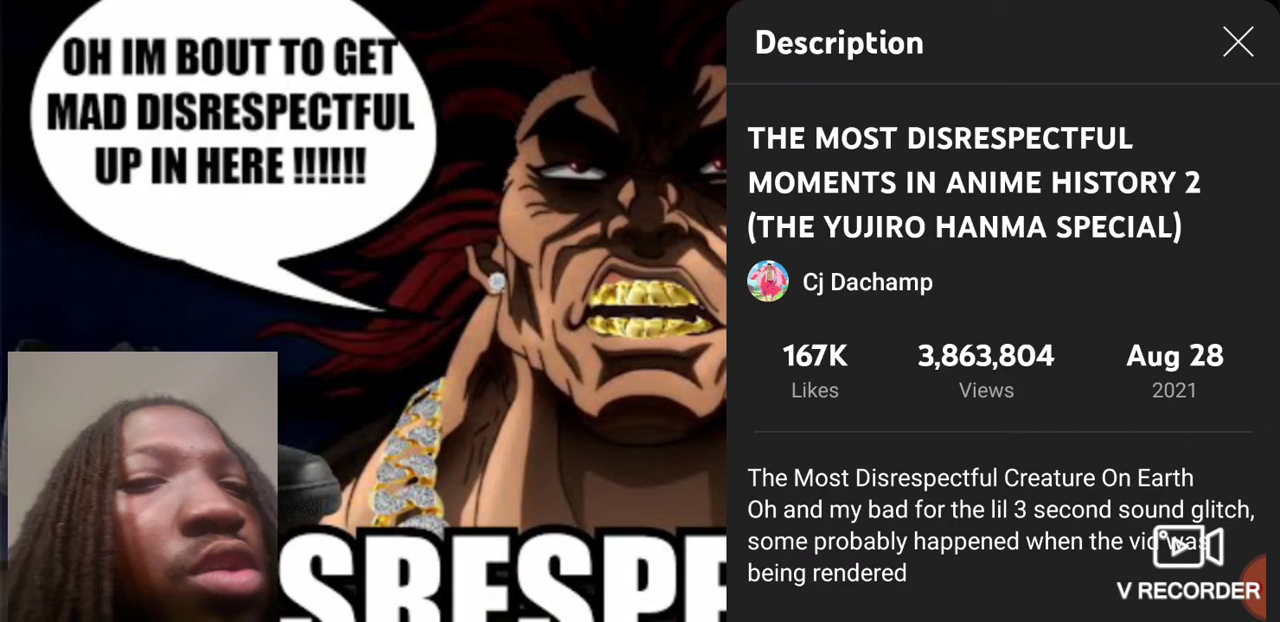 OH IM BOUT TO GET
MAD DISRESPECTFUL
UP IN HERE !!!!!!
SRESPE
Description
THE MOST DISRESPECTFUL
MOMENTS IN ANIME HISTORY 2
(THE YUJIRO HANMA SPECIAL)
Cj Dachamp
167K
3,863,804
Aug 28
Likes
Views
2021
The Most Disrespectful Creature On Earth
Oh and my bad for the lil 3 second sound glitch,
some probably happened when the vid was
being rendered
V RECORDER